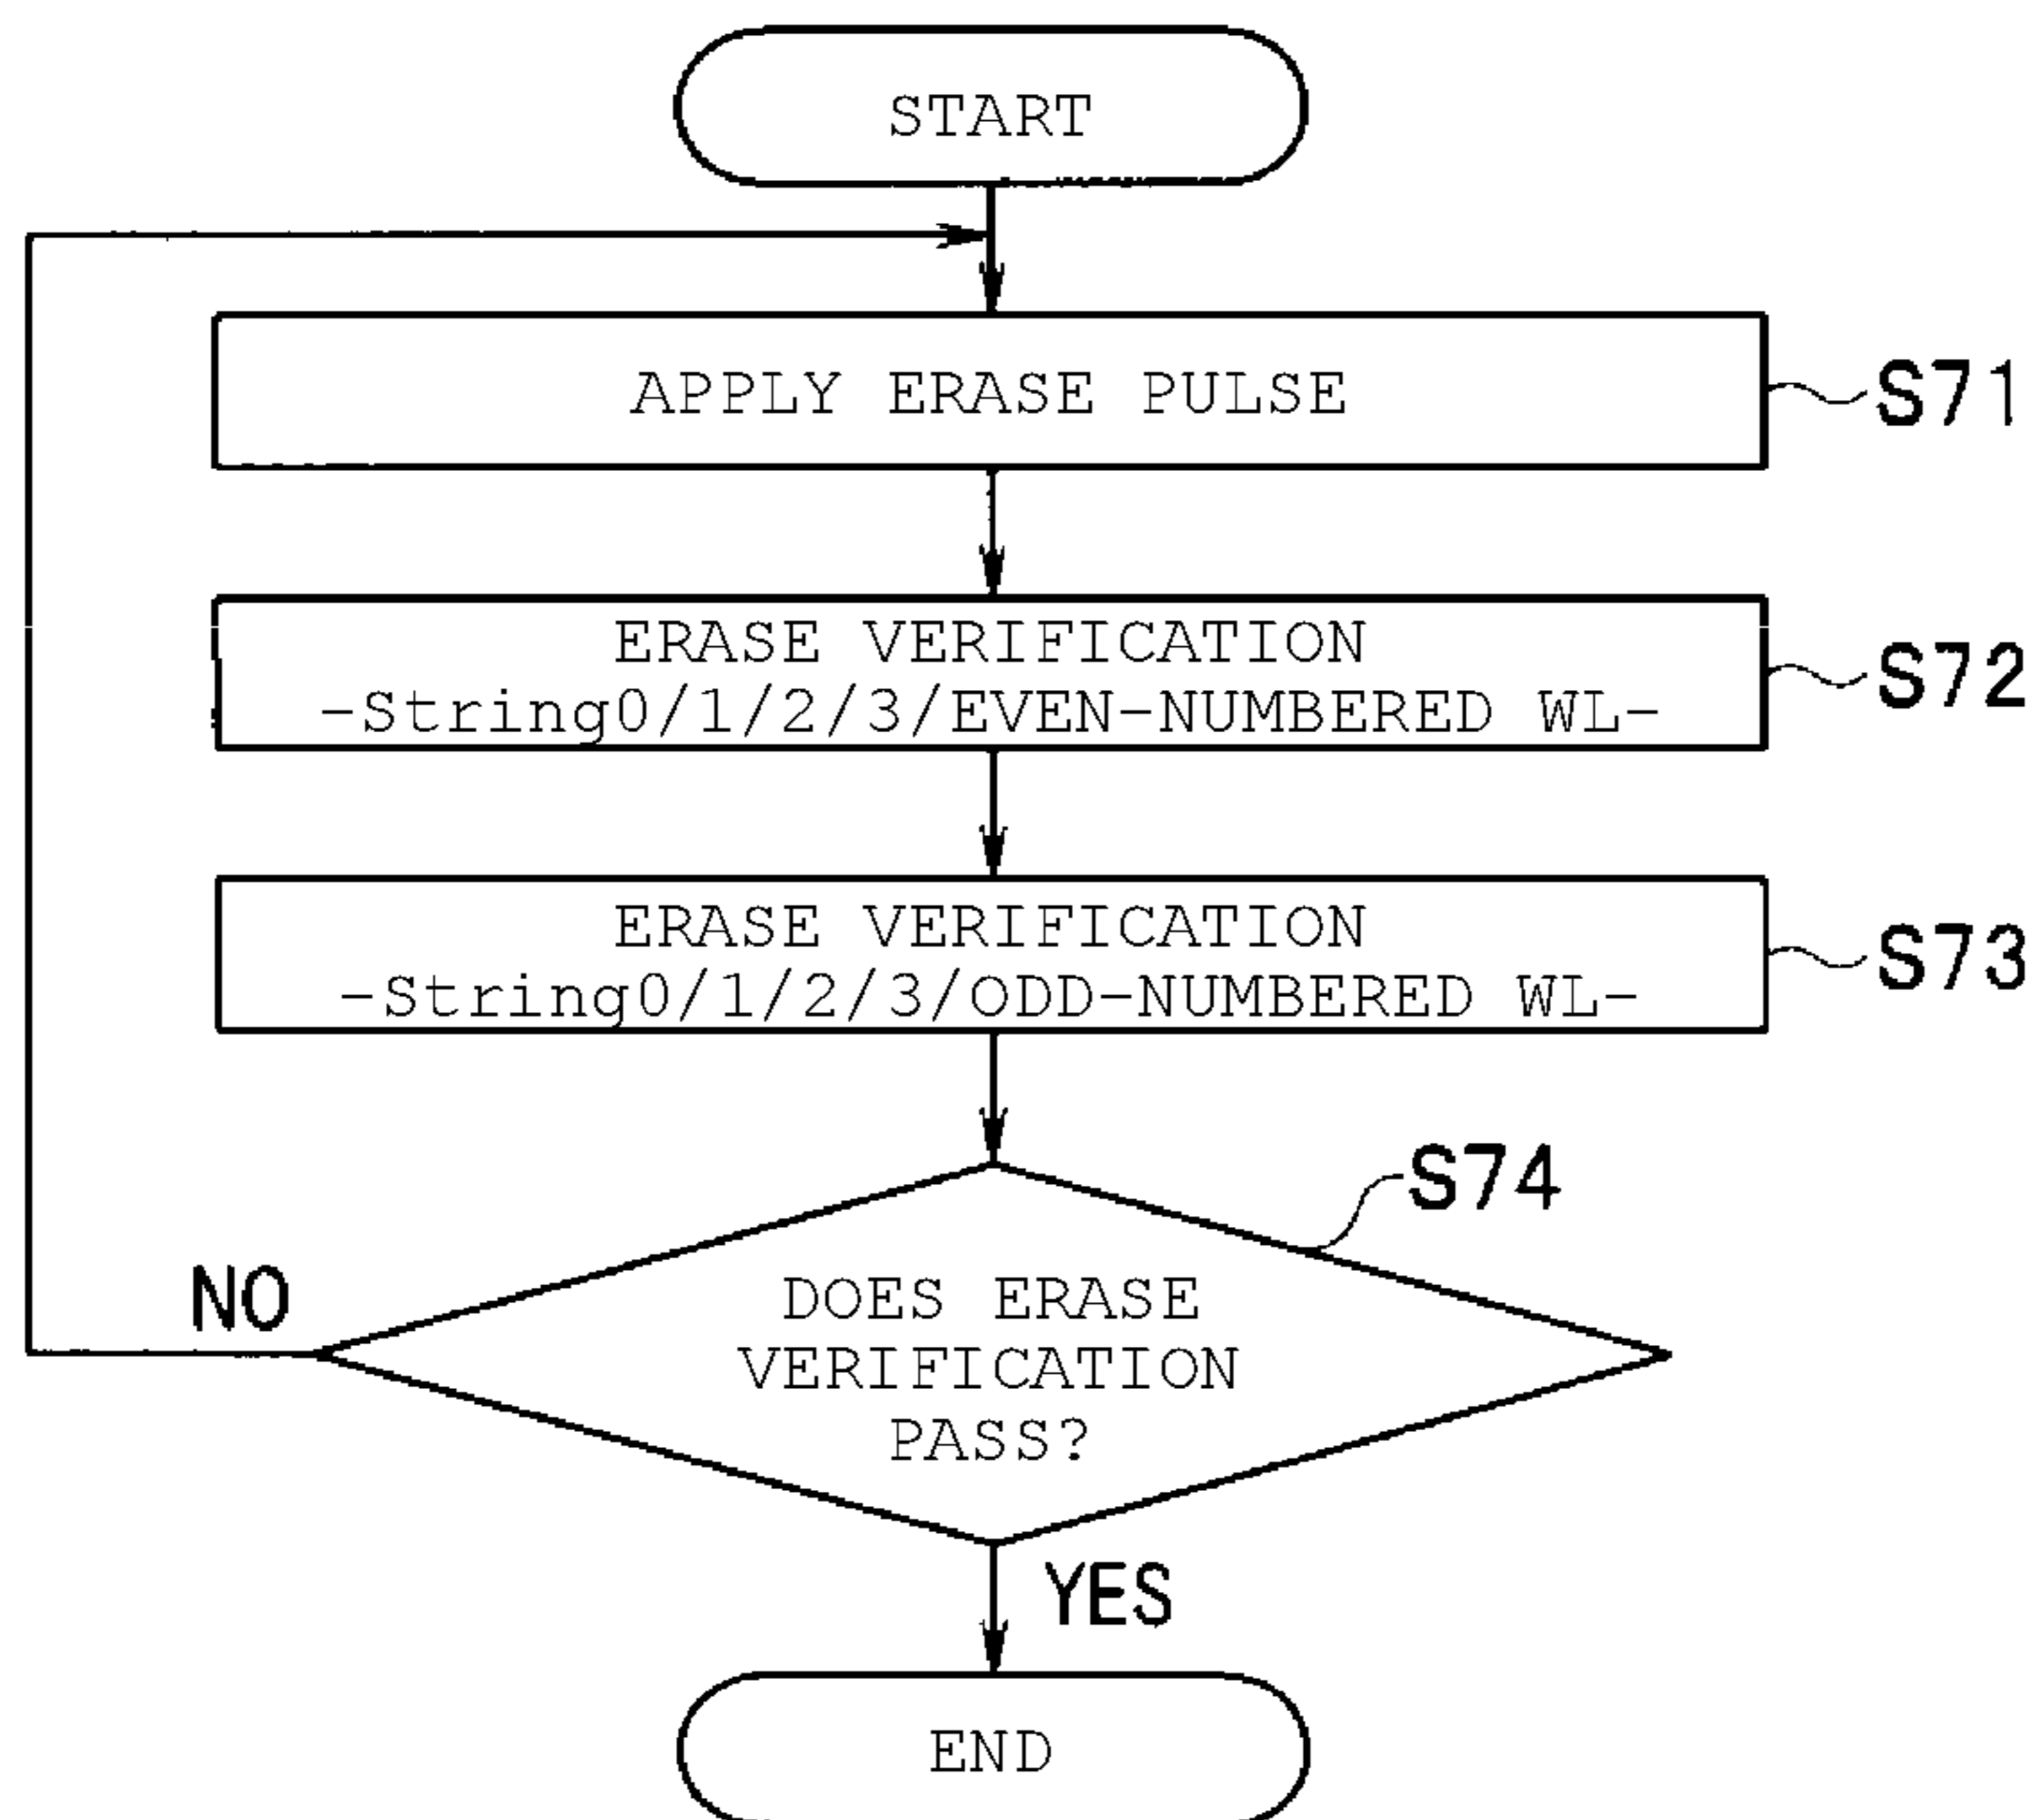 START
APPLY ERASE PULSE
S71
ERASE VERIFICATION
-String0/1/2/3/EVEN-NUMBERED WL-
S72
ERASE VERIFICATION
-String0/1/2/3/ODD-NUMBERED WL-
S73
S74
DOES ERASE
VERIFICATION
PASS?
NO
YES
END